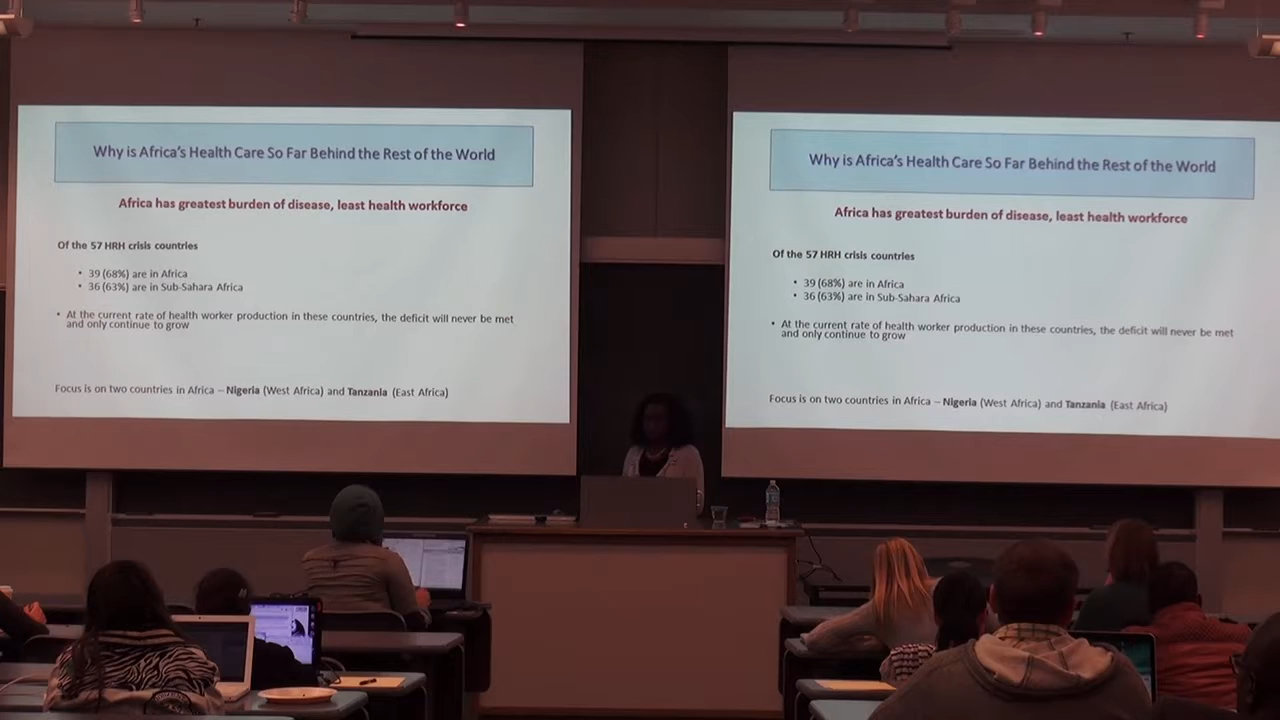 Why is Africa's Health Care So Far Behind the Rest of the World
Africa has greatest burden of disease, least health workforce
Of the 57 HRH crisis countries
• 39 (68%) are in Africa
• 36 (63%) are in Sub-Sahara Africa
• At the current rate of health worker production in these countries, the deficit will never be met
and only continue to grow
Focus is on two countries in Africa – Nigeria (West Africa) and Tanzania (East Africa)
Why is Africa's Health Care So Far Behind the Rest of the World
Africa has greatest burden of disease, least health workforce
Of the 57 HRH crisis countries
• 39 (68%) are in Africa
• 36 (63%) are in Sub-Sahara Africa
• At the current rate of health worker production in these countries, the deficit will never be met
and only continue to grow
Focus is on two countries in Africa – Nigeria (West Africa) and Tanzania (East Africa)